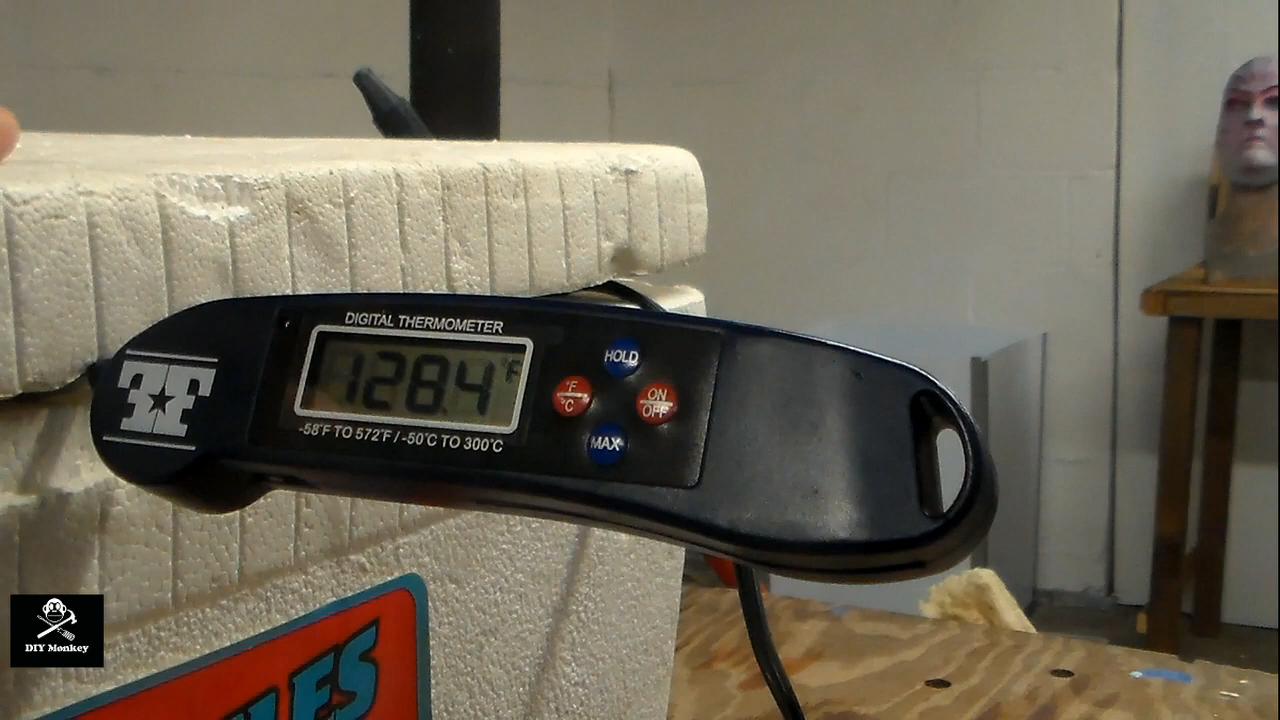 DIGITAL THERMOMETER
128.4 °F
-58°F TO 572°F / -50°C TO 300°C
HOLD
°F
°C
ON
OFF
MAX
DIY Monkey